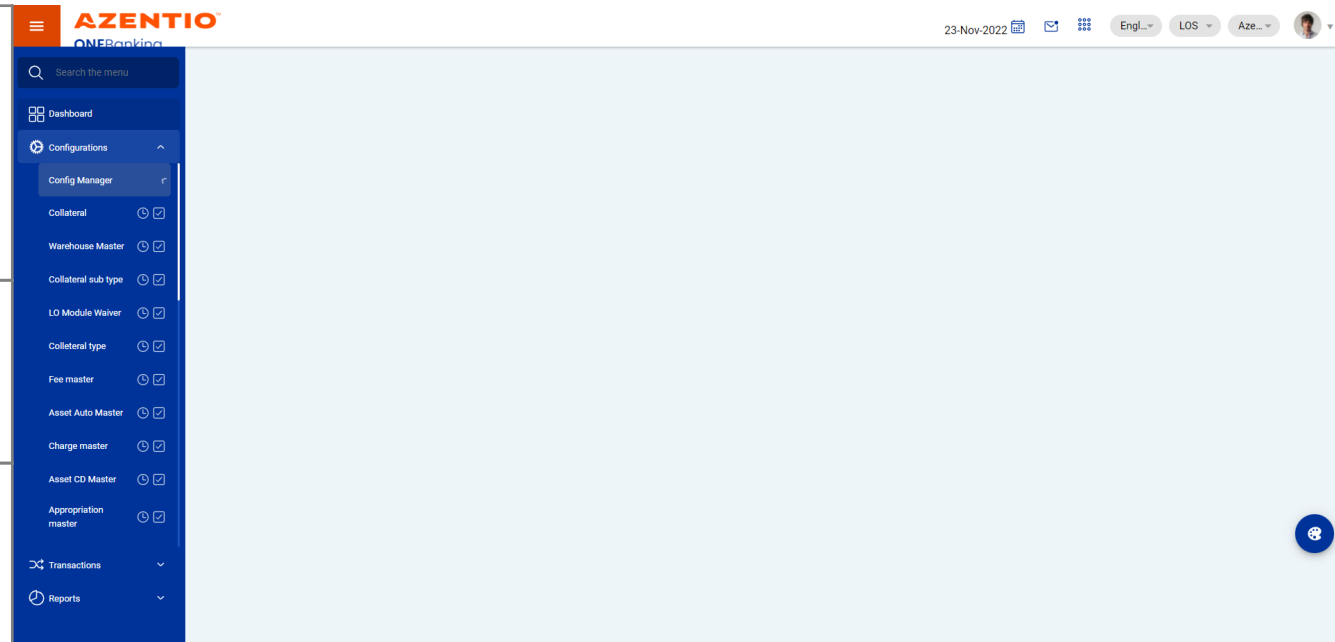 AZENTIO™
ONEBanking
23-Nov-2022
Engl...
LOS
Aze...
Search the menu
Dashboard
Configurations
Config Manager
Collateral
Warehouse Master
Collateral sub type
LO Module Waiver
Colleteral type
Fee master
Asset Auto Master
Charge master
Asset CD Master
Appropriation
master
Transactions
Reports